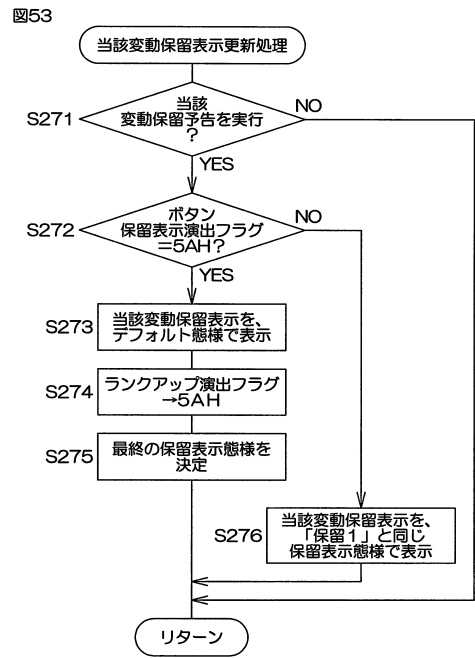 図53
当該変動保留表示更新処理
S271
当該
変動保留予告を実行
?
NO
YES
S272
ボタン
保留表示演出フラグ
=5AH?
NO
YES
S273
当該変動保留表示を、
デフォルト態様で表示
S274
ランクアップ演出フラグ
→5AH
S275
最終の保留表示態様を
決定
S276
当該変動保留表示を、
「保留1」と同じ
保留表示態様で表示
リターン